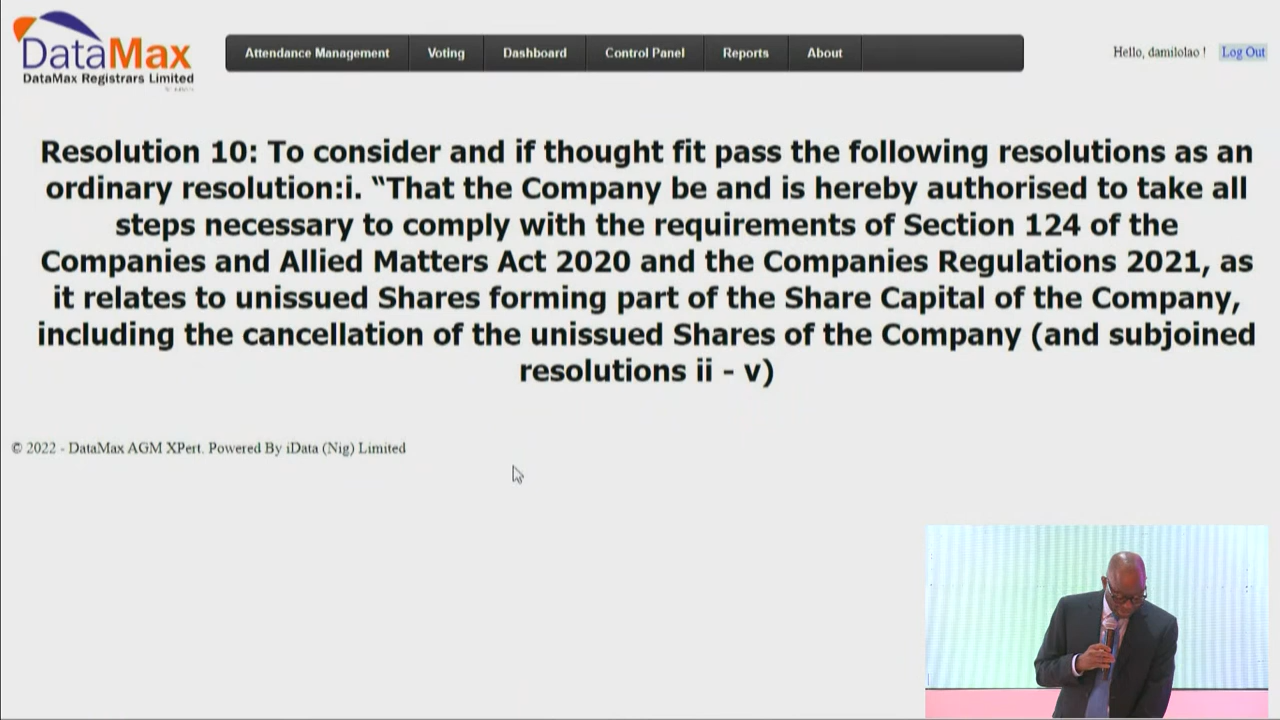 DataMax
DataMax Registrars Limited
Attendance Management Voting Dashboard Control Panel Reports About
Hello, damilolao ! Log Out
Resolution 10: To consider and if thought fit pass the following resolutions as an
ordinary resolution:i. “That the Company be and is hereby authorised to take all
steps necessary to comply with the requirements of Section 124 of the
Companies and Allied Matters Act 2020 and the Companies Regulations 2021, as
it relates to unissued Shares forming part of the Share Capital of the Company,
including the cancellation of the unissued Shares of the Company (and subjoined
resolutions ii - v)
© 2022 - DataMax AGM XPert. Powered By iData (Nig) Limited